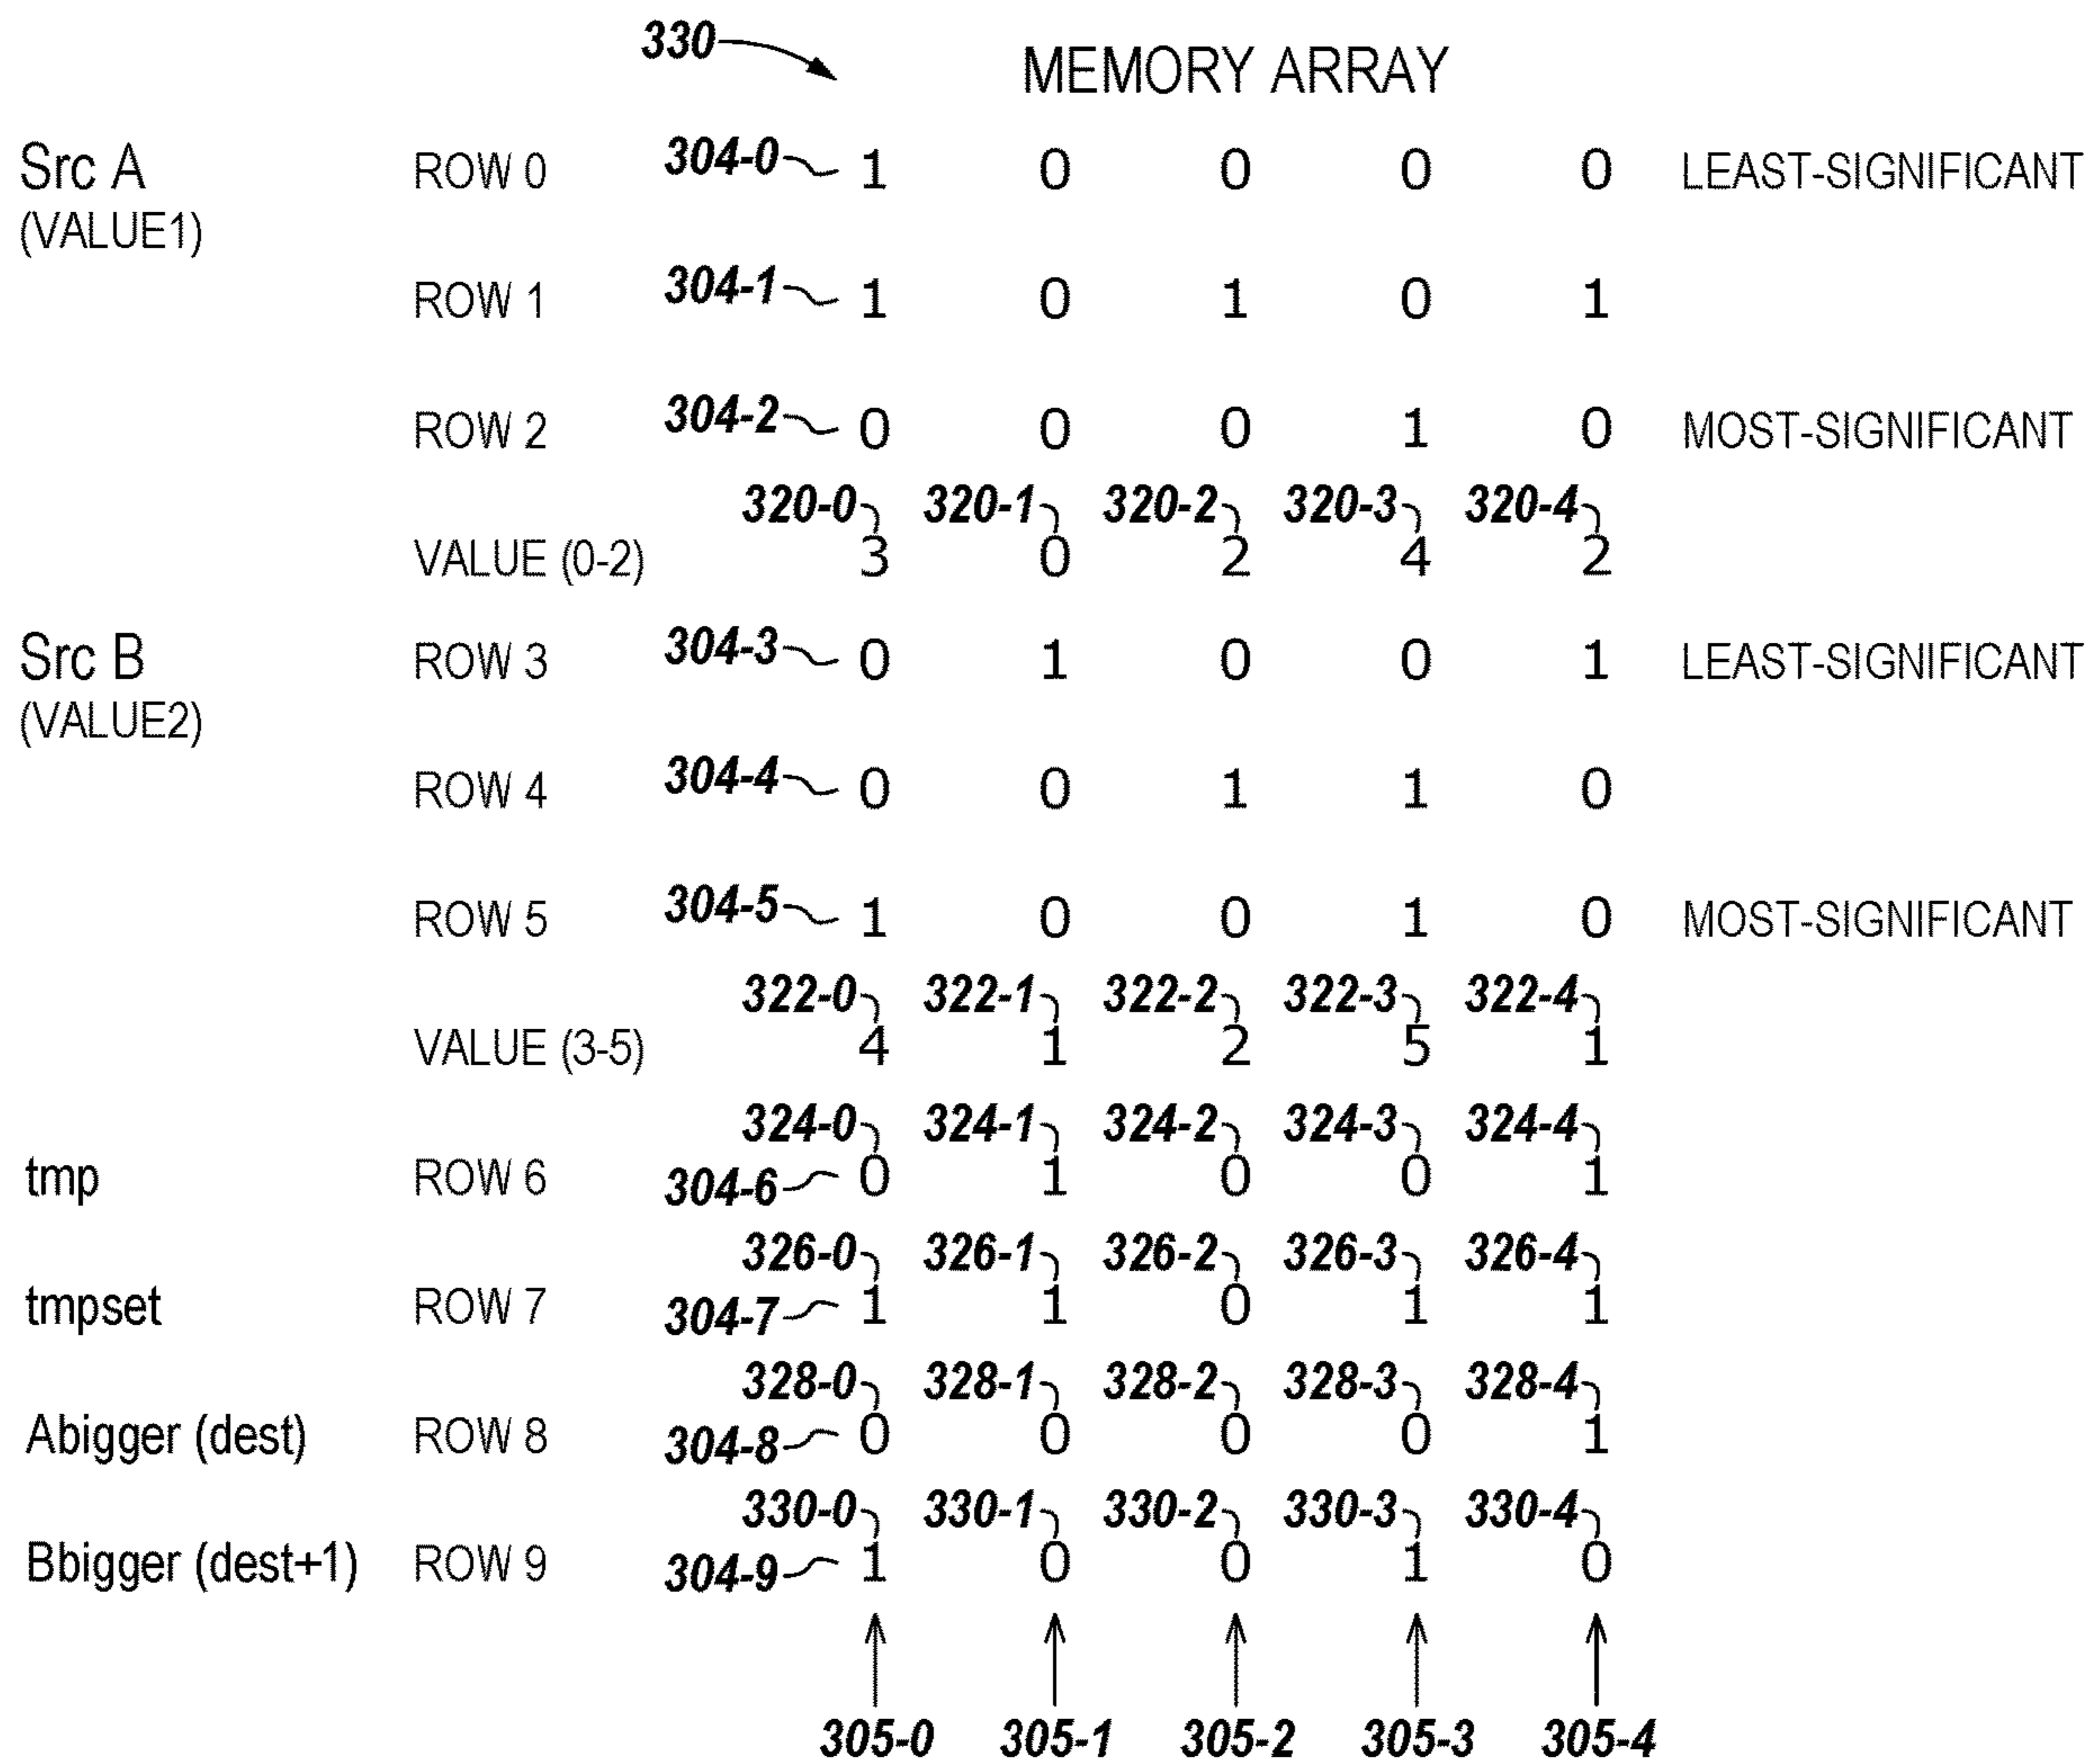 330 MEMORY ARRAY
Src A ROW 0 304-0 1 0 0 0 0 LEAST-SIGNIFICANT
(VALUE1)
ROW 1 304-1 1 0 1 0 1
ROW 2 304-2 0 0 0 1 0 MOST-SIGNIFICANT
320-0 320-1 320-2 320-3 320-4
VALUE (0-2) 3 0 2 4 2
Src B ROW 3 304-3 0 1 0 0 1 LEAST-SIGNIFICANT
(VALUE2)
ROW 4 304-4 0 0 1 1 0
ROW 5 304-5 1 0 0 1 0 MOST-SIGNIFICANT
322-0 322-1 322-2 322-3 322-4
VALUE (3-5) 4 1 2 5 1
324-0 324-1 324-2 324-3 324-4
tmp ROW 6 304-6 0 1 0 0 1
326-0 326-1 326-2 326-3 326-4
tmpset ROW 7 304-7 1 1 0 1 1
328-0 328-1 328-2 328-3 328-4
Abigger (dest) ROW 8 304-8 0 0 0 0 1
330-0 330-1 330-2 330-3 330-4
Bbigger (dest+1) ROW 9 304-9 1 0 0 1 0
305-0 305-1 305-2 305-3 305-4